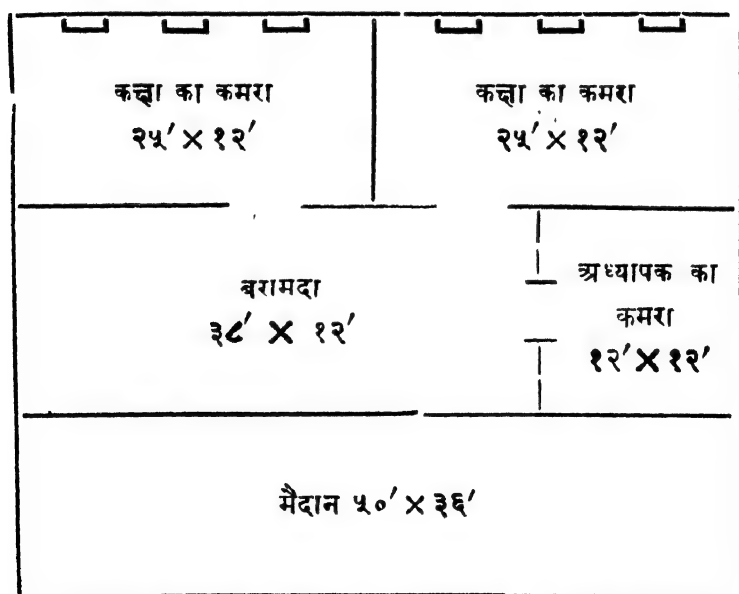 कक्षा का कमरा
२५′ × १२′
कक्षा का कमरा
२५′ × १२′
बरामदा
३८′ × १२′
अध्यापक का
कमरा
१२′ × १२′
मैदान ५०′ × ३६′